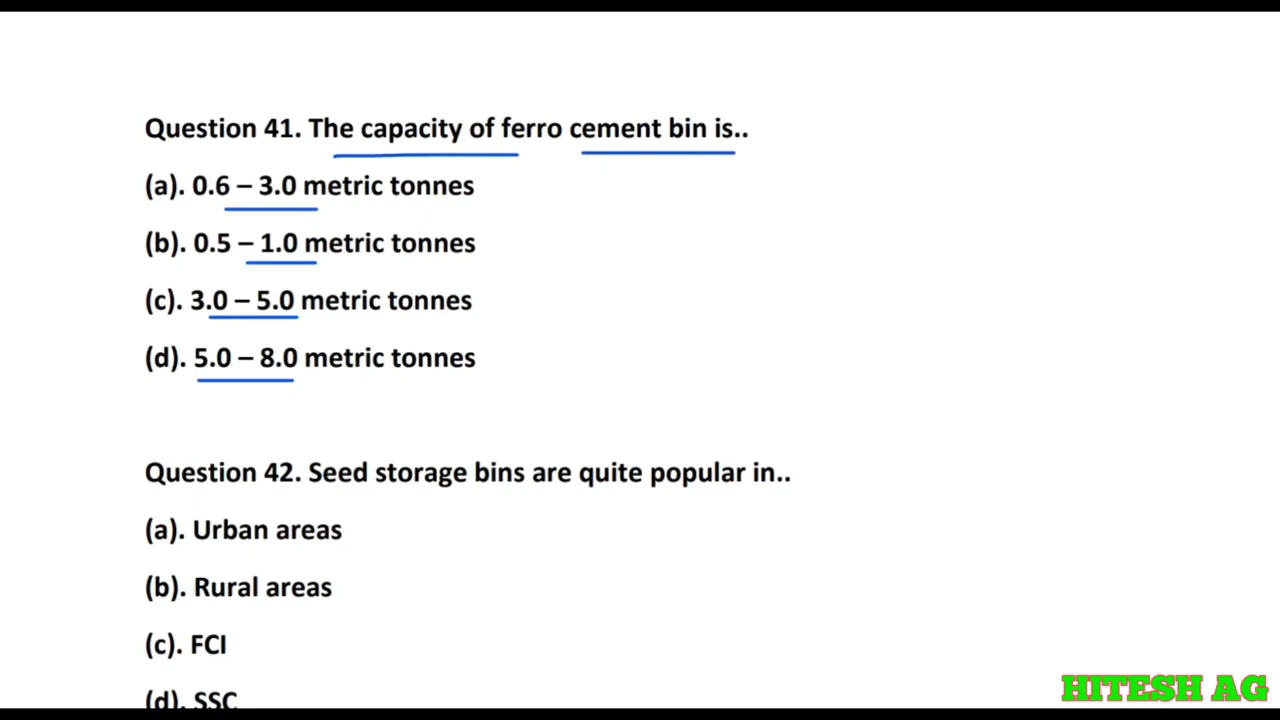 Question 41. The capacity of ferro cement bin is..
(a). 0.6 – 3.0 metric tonnes
(b). 0.5 – 1.0 metric tonnes
(c). 3.0 – 5.0 metric tonnes
(d). 5.0 – 8.0 metric tonnes
Question 42. Seed storage bins are quite popular in..
(a). Urban areas
(b). Rural areas
(c). FCI
(d). SSC
HITESH AG